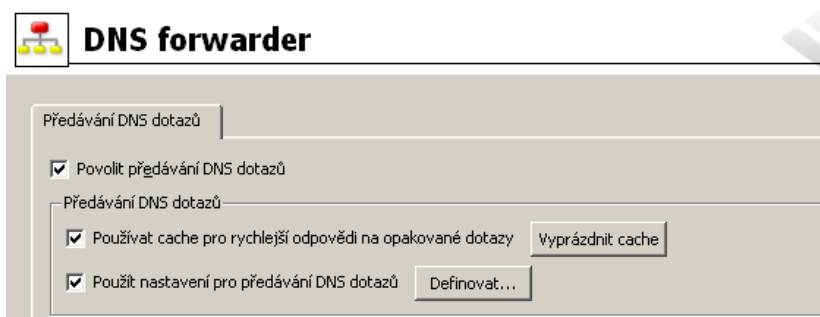 DNS forwarder
Předávání DNS dotazů
Povolit předávání DNS dotazů
Předávání DNS dotazů
Používat cache pro rychlejší odpovědi na opakované dotazy Vyprázdnit cache
Použít nastavení pro předávání DNS dotazů Definovat...